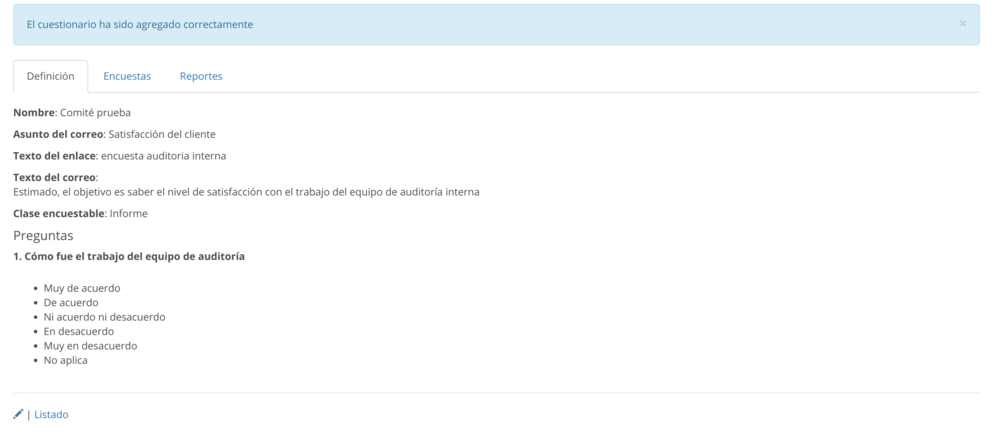 El cuestionario ha sido agregado correctamente ×
Definición Encuestas Reportes
Nombre: Comité prueba
Asunto del correo: Satisfacción del cliente
Texto del enlace: encuesta auditoria interna
Texto del correo:
Estimado, el objetivo es saber el nivel de satisfacción con el trabajo del equipo de auditoría interna
Clase encuestable: Informe
Preguntas
1. Cómo fue el trabajo del equipo de auditoría
• Muy de acuerdo
• De acuerdo
• Ni acuerdo ni desacuerdo
• En desacuerdo
• Muy en desacuerdo
• No aplica
| Listado